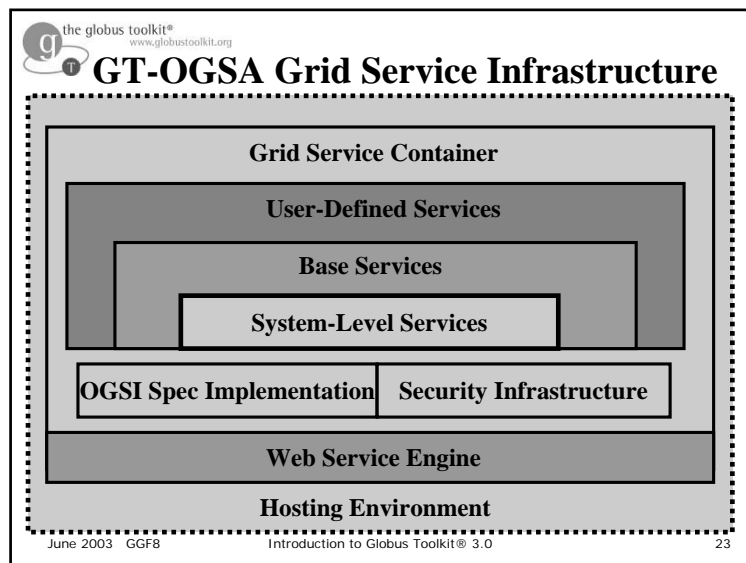 the globus toolkit®
www.globustoolkit.org
g
T
GT-OGSA Grid Service Infrastructure
Grid Service Container
User-Defined Services
Base Services
System-Level Services
OGSI Spec Implementation
Security Infrastructure
Web Service Engine
Hosting Environment
June 2003 GGF8
Introduction to Globus Toolkit® 3.0
23